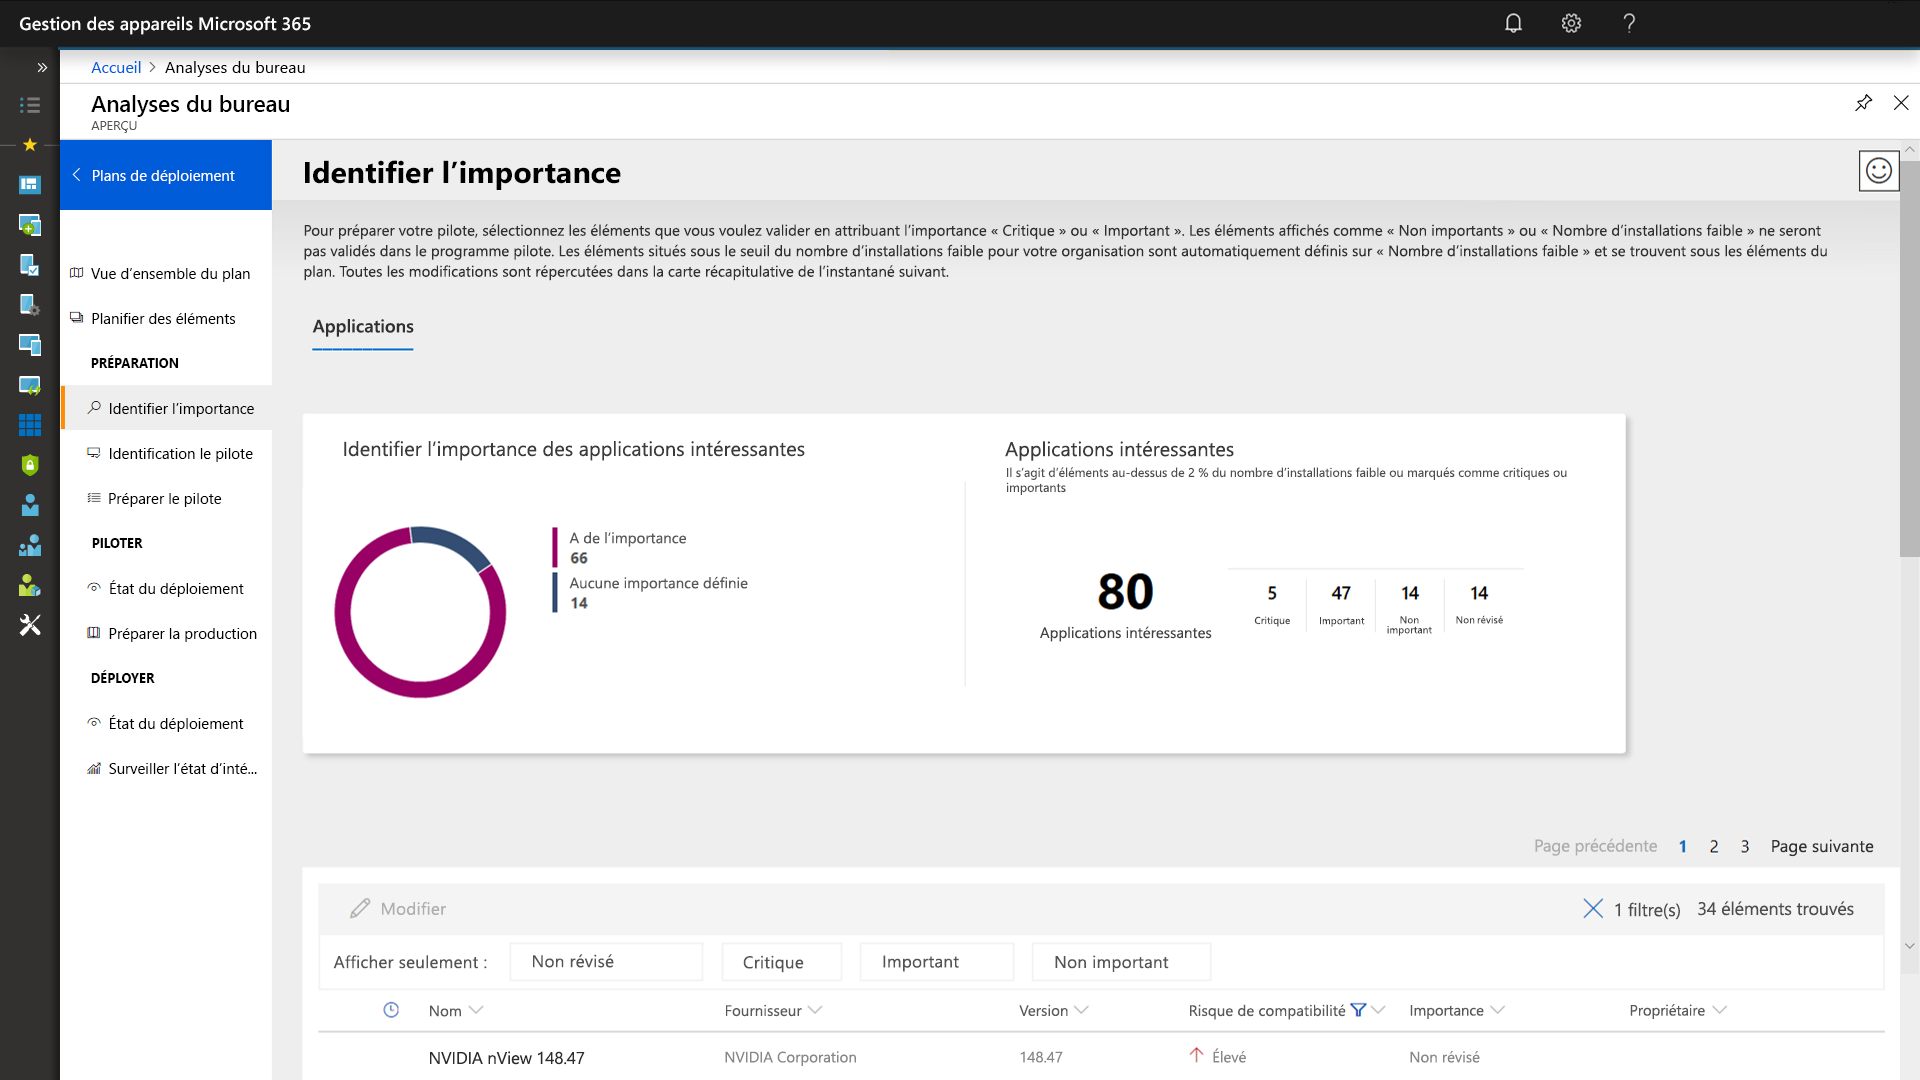 Gestion des appareils Microsoft 365
Accueil > Analyses du bureau
Analyses du bureau
APERÇU
Plans de déploiement
Vue d’ensemble du plan
Planifier des éléments
PRÉPARATION
Identifier l’importance
Identification le pilote
Préparer le pilote
PILOTER
État du déploiement
Préparer la production
DÉPLOYER
État du déploiement
Surveiller l’état d’inté...
Identifier l’importance
Pour préparer votre pilote, sélectionnez les éléments que vous voulez valider en attribuant l’importance « Critique » ou « Important ». Les éléments affichés comme « Non importants » ou « Nombre d’installations faible » ne seront
pas validés dans le programme pilote. Les éléments situés sous le seuil du nombre d’installations faible pour votre organisation sont automatiquement définis sur « Nombre d’installations faible » et se trouvent sous les éléments du
plan. Toutes les modifications sont répercutées dans la carte récapitulative de l’instantané suivant.
Applications
Identifier l’importance des applications intéressantes
A de l’importance
66
Aucune importance définie
14
Applications intéressantes
Il s’agit d’éléments au-dessus de 2 % du nombre d’installations faible ou marqués comme critiques ou
importants
80
Applications intéressantes
5 47 14 14
Critique Important Non important Non révisé
Page précédente 1 2 3 Page suivante
Modifier 1 filtre(s) 34 éléments trouvés
Afficher seulement : Non révisé Critique Important Non important
Nom Fournisseur Version Risque de compatibilité Importance Propriétaire
NVIDIA nView 148.47 NVIDIA Corporation 148.47 Élevé Non révisé